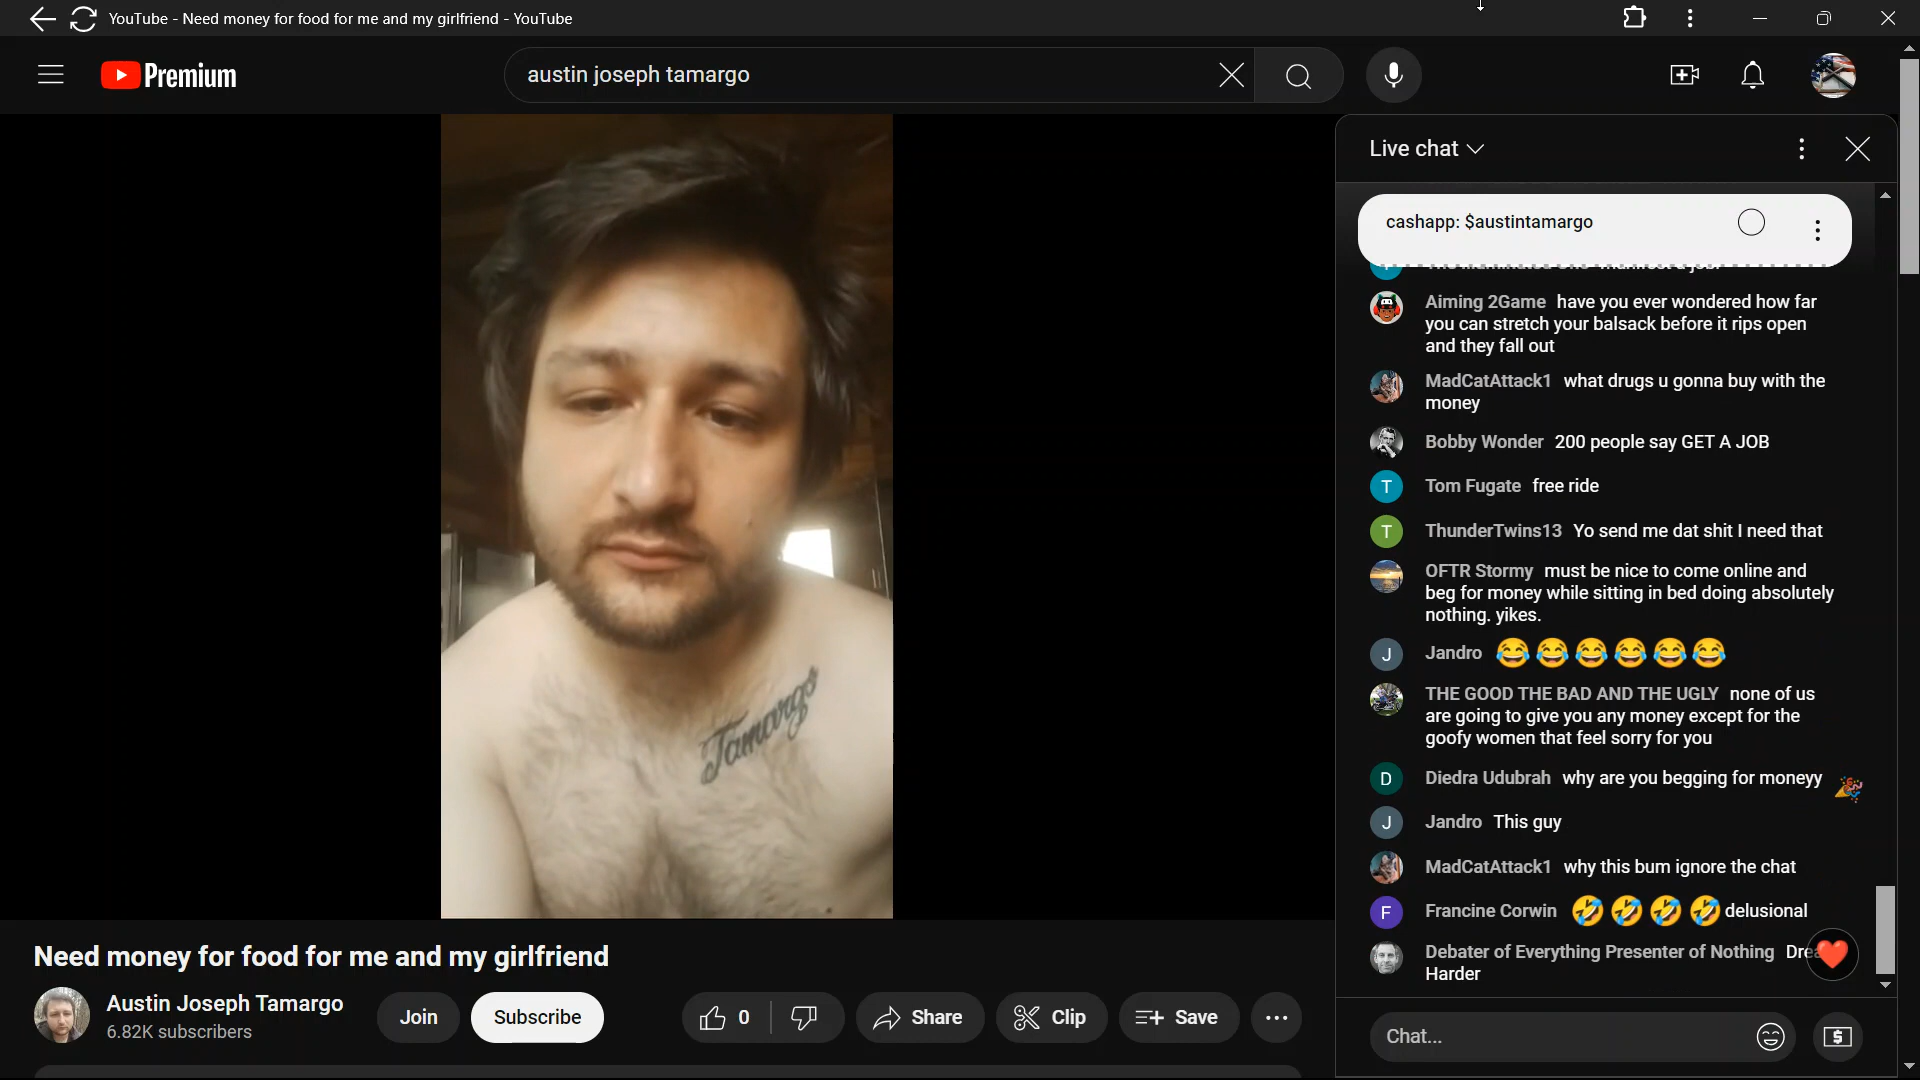 YouTube - Need money for food for me and my girlfriend - YouTube
Premium
austin joseph tamargo
Live chat
cashapp: $austintamargo
Aiming 2Game have you ever wondered how far
you can stretch your balsack before it rips open
and they fall out
MadCatAttack1 what drugs u gonna buy with the
money
Bobby Wonder 200 people say GET A JOB
T
Tom Fugate free ride
T
ThunderTwins13 Yo send me dat shit I need that
OFTR Stormy must be nice to come online and
beg for money while sitting in bed doing absolutely
nothing. yikes.
J
Jandro 😂😂😂😂😂😂
THE GOOD THE BAD AND THE UGLY none of us
are going to give you any money except for the
goofy women that feel sorry for you
D
Diedra Udubrah why are you begging for moneyy
J
Jandro This guy
MadCatAttack1 why this bum ignore the chat
F
Francine Corwin 🤣🤣🤣🤣delusional
Debater of Everything Presenter of Nothing
Harder
Chat...
Tamargo
Need money for food for me and my girlfriend
Austin Joseph Tamargo
6.82K subscribers
Join
Subscribe
0
Share
Clip
Save